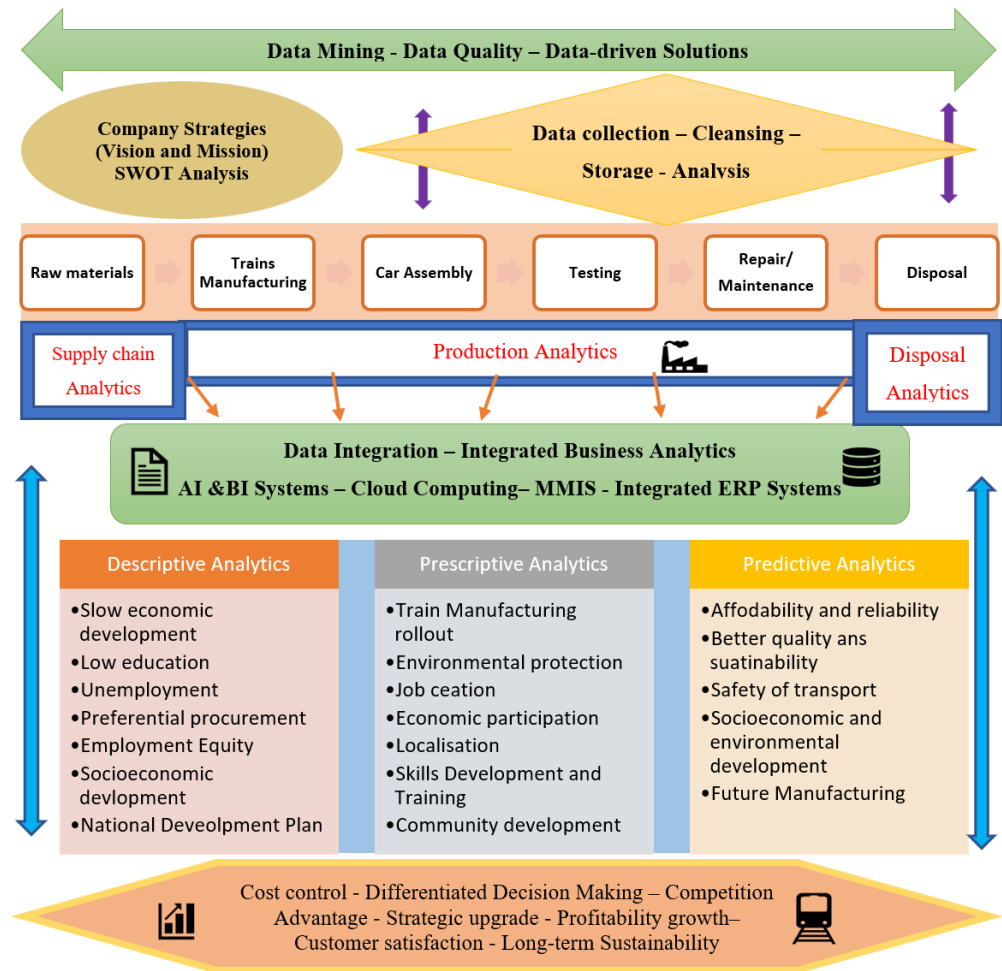 Data Mining - Data Quality – Data-driven Solutions
Company Strategies
(Vision and Mission)
SWOT Analysis
Data collection – Cleansing –
Storage - Analysis
Raw materials
Trains
Manufacturing
Car Assembly
Testing
Repair/
Maintenance
Disposal
Supply chain
Analytics
Production Analytics
Disposal
Analytics
Data Integration – Integrated Business Analytics
AI &BI Systems – Cloud Computing– MMIS - Integrated ERP Systems
Descriptive Analytics
•Slow economic
development
•Low education
•Unemployment
•Preferential procurement
•Employment Equity
•Socioeconomic
devlopment
•National Deveolpment Plan
Prescriptive Analytics
•Train Manufacturing
rollout
•Environmental protection
•Job ceation
•Economic participation
•Localisation
•Skills Development and
Training
•Community development
Predictive Analytics
•Affodability and reliability
•Better quality ans
suatinability
•Safety of transport
•Socioeconomic and
environmental
development
•Future Manufacturing
Cost control - Differentiated Decision Making – Competition
Advantage - Strategic upgrade - Profitability growth–
Customer satisfaction - Long-term Sustainability